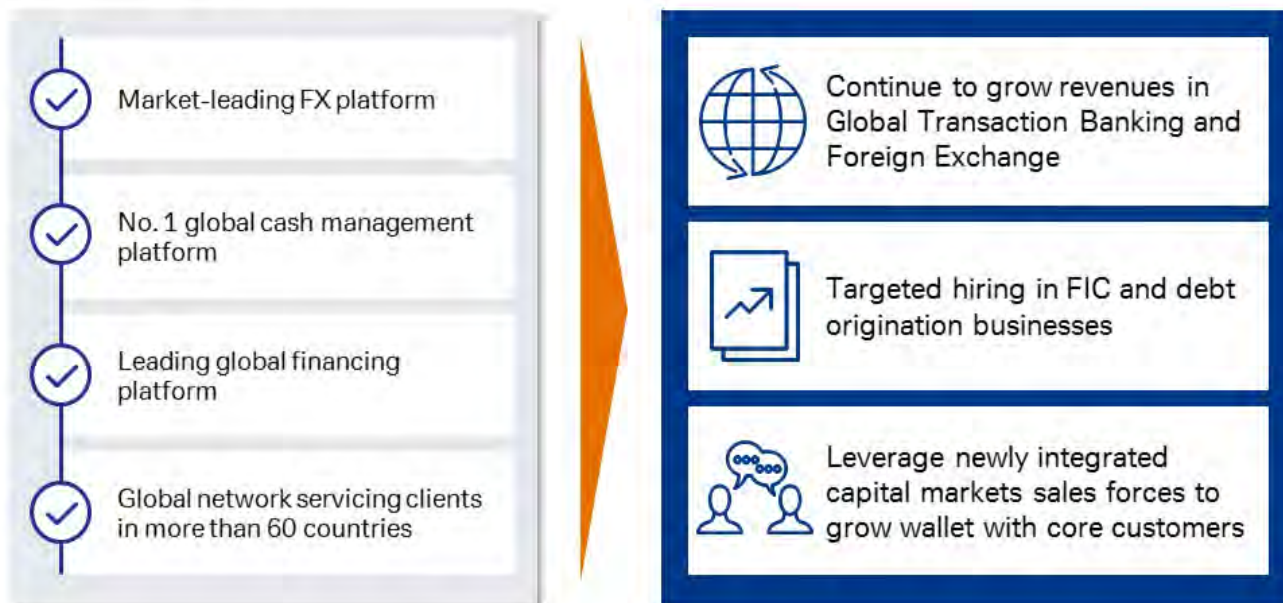 Market-leading FX platform
No. 1 global cash management
platform
Leading global financing
platform
Global network servicing clients
in more than 60 countries
Continue to grow revenues in
Global Transaction Banking and
Foreign Exchange
Targeted hiring in FIC and debt
origination businesses
Leverage newly integrated
capital markets sales forces to
grow wallet with core customers